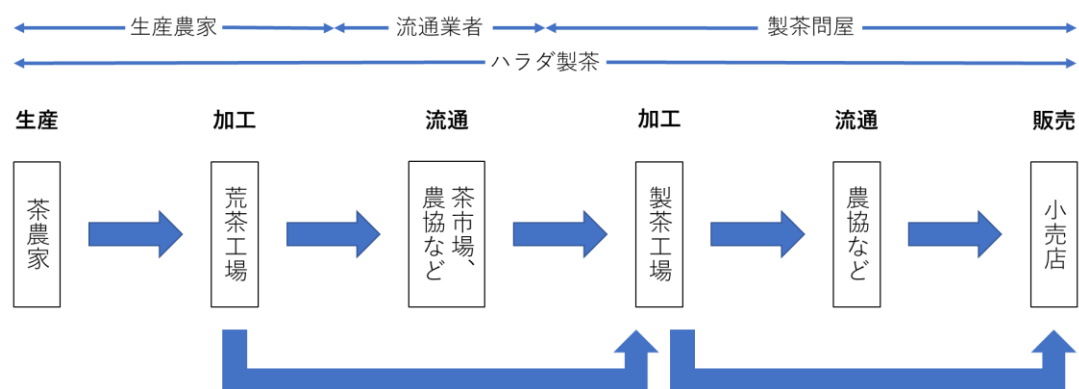 生産農家
流通業者
製茶問屋
ハラダ製茶
生産
加工
流通
加工
流通
販売
茶農家
荒茶工場
茶市場、
農協など
製茶工場
農協など
小売店